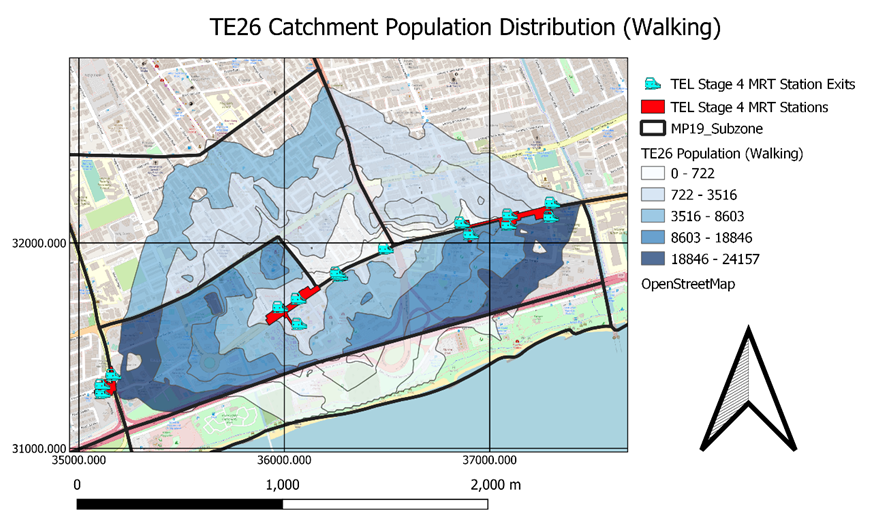 TE26 Catchment Population Distribution (Walking)
TEL Stage 4 MRT Station Exits
TEL Stage 4 MRT Stations
MP19_Subzone
TE26 Population (Walking)
0 - 722
722 - 3516
3516 - 8603
8603 - 18846
18846 - 24157
OpenStreetMap
32000.000
31000.000
35000.000 36000.000 37000.000
0 1,000 2,000 m